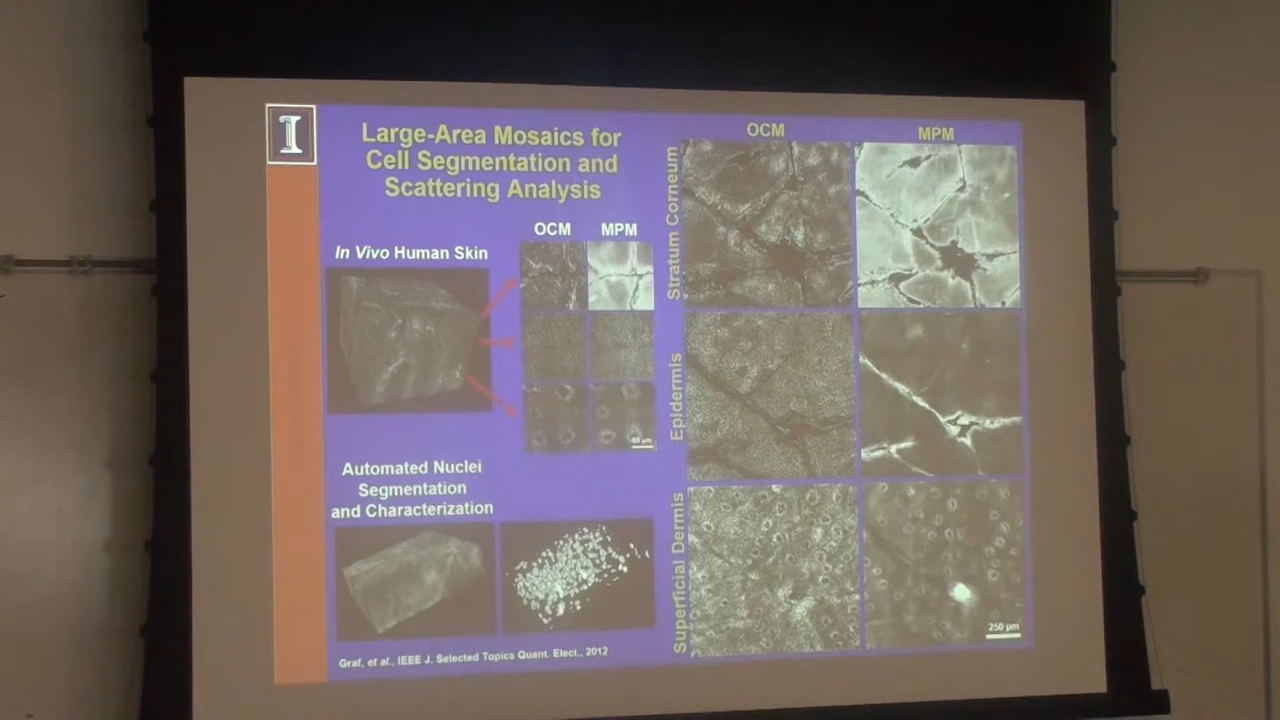 I
Large-Area Mosaics for
Cell Segmentation and
Scattering Analysis
In Vivo Human Skin
OCM MPM
60 µm
Automated Nuclei
Segmentation
and Characterization
Graf, et al., IEEE J. Selected Topics Quant. Elect., 2012
OCM MPM
Stratum Corneum
Epidermis
Superficial Dermis
250 µm